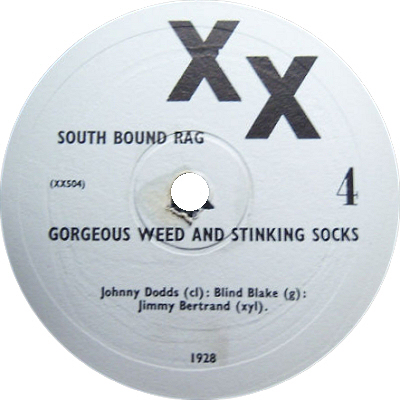 XX
SOUTH BOUND RAG
(XX504)
4
GORGEOUS WEED AND STINKING SOCKS
Johnny Dodds (cl): Blind Blake (g):
Jimmy Bertrand (xyl).
1928